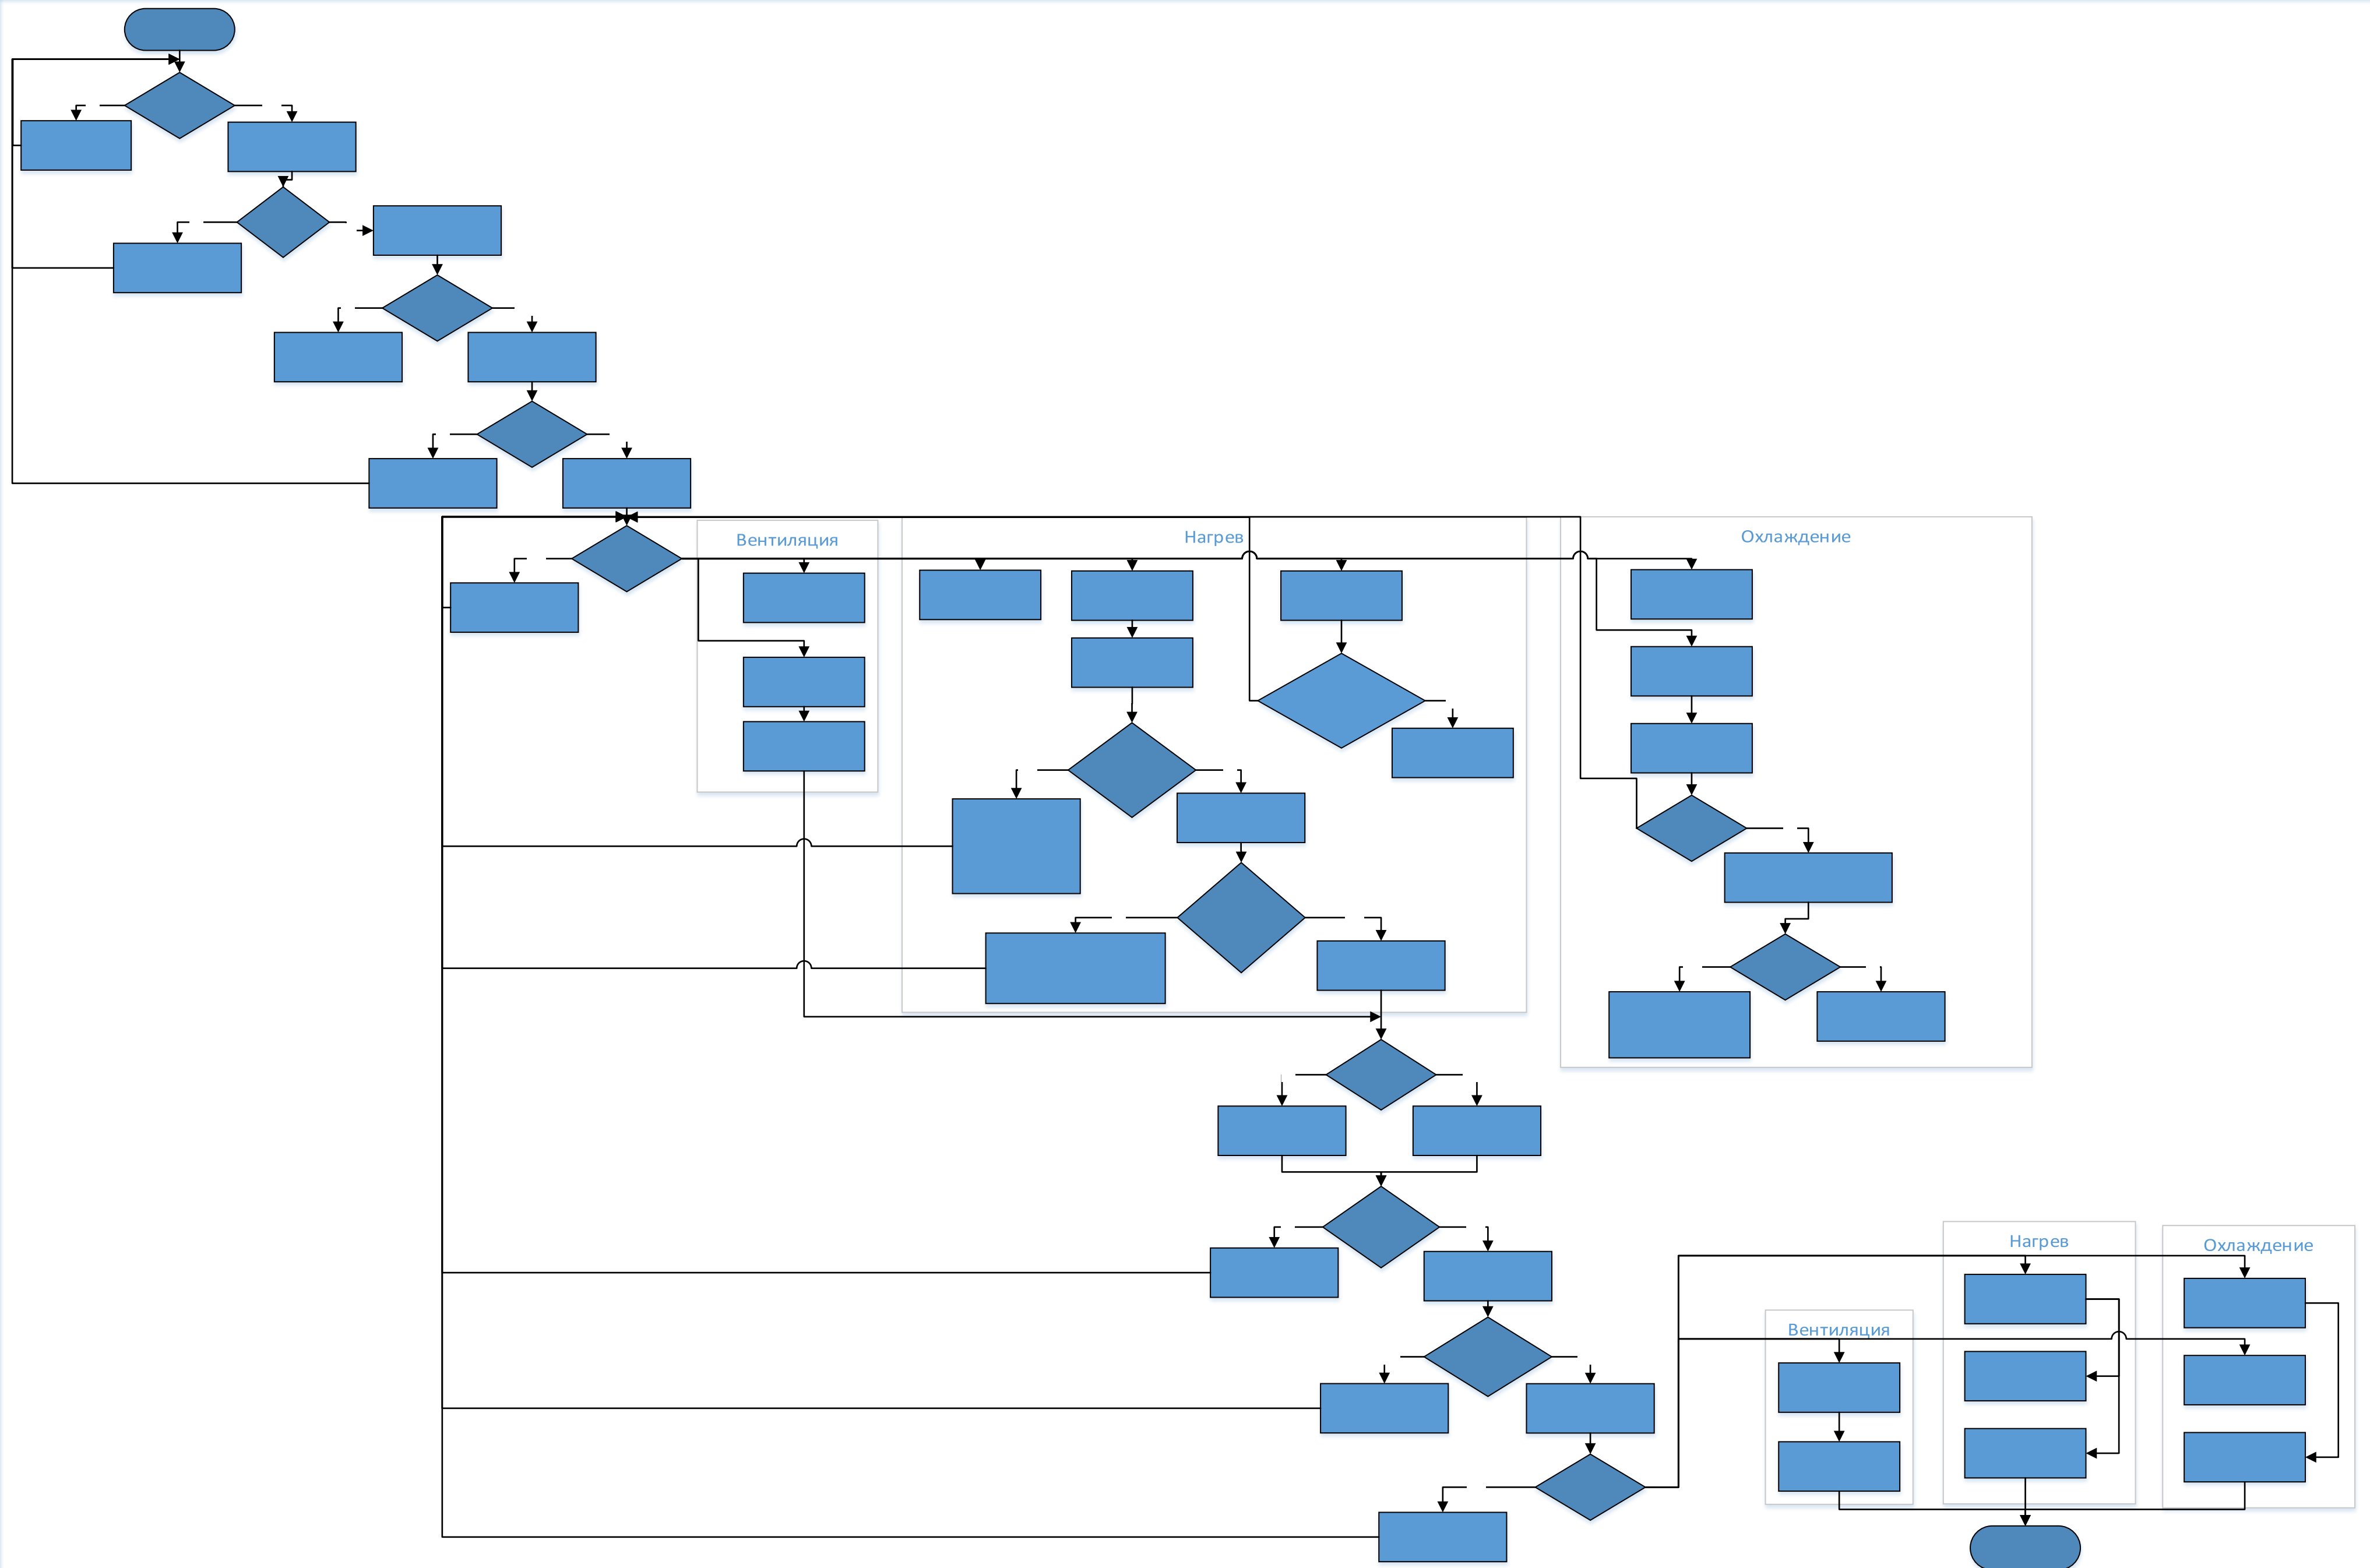 Вентиляция
Нагрев
Охлаждение
Нагрев
Охлаждение
Вентиляция